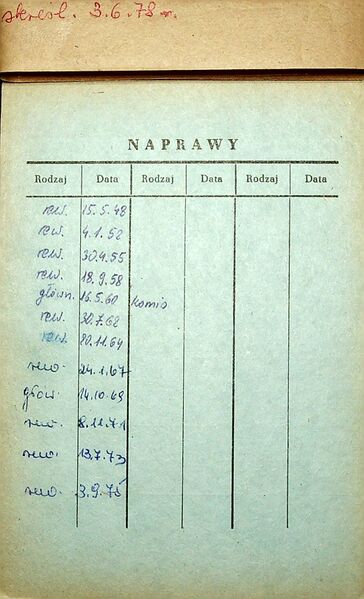 skreśl. 3.6.78 r.
NAPRAWY
Rodzaj Data Rodzaj Data Rodzaj Data
rew. 15.5.48
rew. 4.1.52
rew. 30.4.55
rew. 18.9.58
główn. 16.5.60
rew. 30.7.62
rew. 20.11.64
rew. 24.1.67
głów. 14.10.69
rew. 8.11.71
rew. 13.7.73
rew. 3.9.75